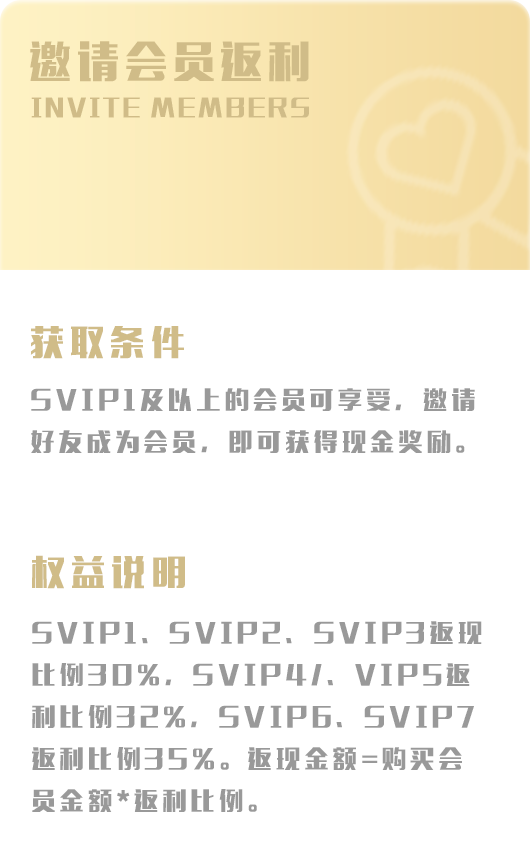 邀请会员返利
INVITE MEMBERS
获取条件
SVIP1及以上的会员可享受，邀请
好友成为会员，即可获得现金奖励。
权益说明
SVIP1、SVIP2、SVIP3返现
比例30%，SVIP4/、VIP5返
利比例32%，SVIP6、SVIP7
返利比例35%。返现金额=购买会
员金额*返利比例。